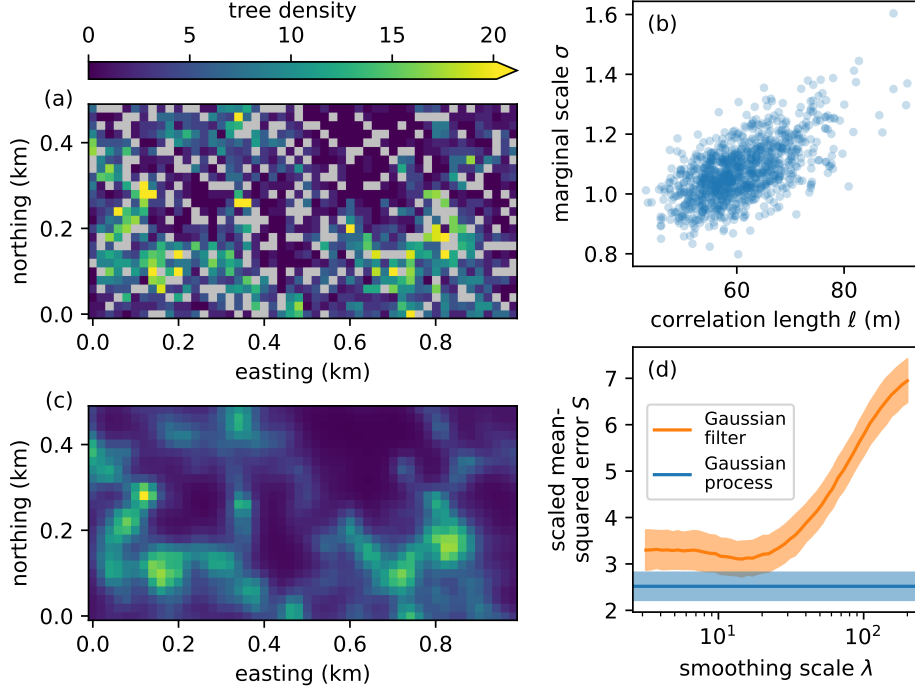 tree density
0 5 10 15 20
(a)
northing (km)
0.4
0.2
0.0
0.0 0.2 0.4 0.6 0.8
easting (km)
(b)
marginal scale σ
1.6
1.4
1.2
1.0
0.8
60 80
correlation length ℓ (m)
(c)
northing (km)
0.4
0.2
0.0
0.0 0.2 0.4 0.6 0.8
easting (km)
(d)
scaled mean-
squared error S
7
6
5
4
3
2
Gaussian
filter
Gaussian
process
10¹ 10²
smoothing scale λ